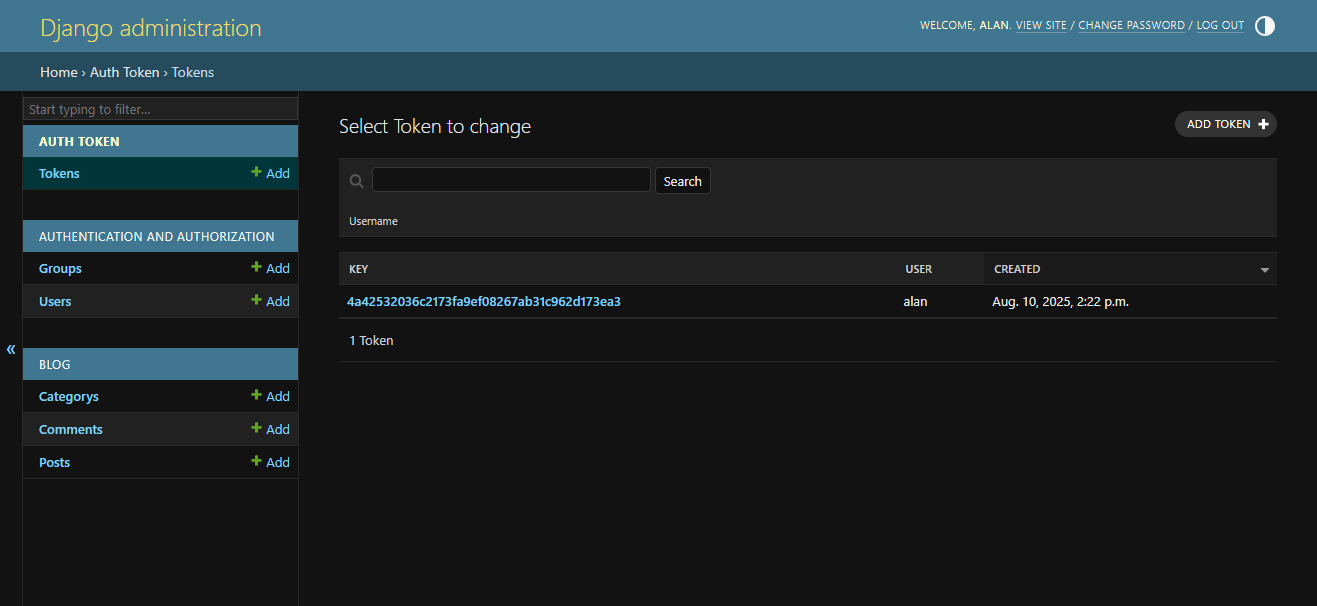 Django administration
WELCOME, ALAN. VIEW SITE / CHANGE PASSWORD / LOG OUT
Home › Auth Token › Tokens
Start typing to filter...
AUTH TOKEN
Tokens + Add
AUTHENTICATION AND AUTHORIZATION
Groups + Add
Users + Add
«
BLOG
Categorys + Add
Comments + Add
Posts + Add
Select Token to change
ADD TOKEN +
Search
Username
KEY USER CREATED
4a42532036c2173fa9ef08267ab31c962d173ea3 alan Aug. 10, 2025, 2:22 p.m.
1 Token